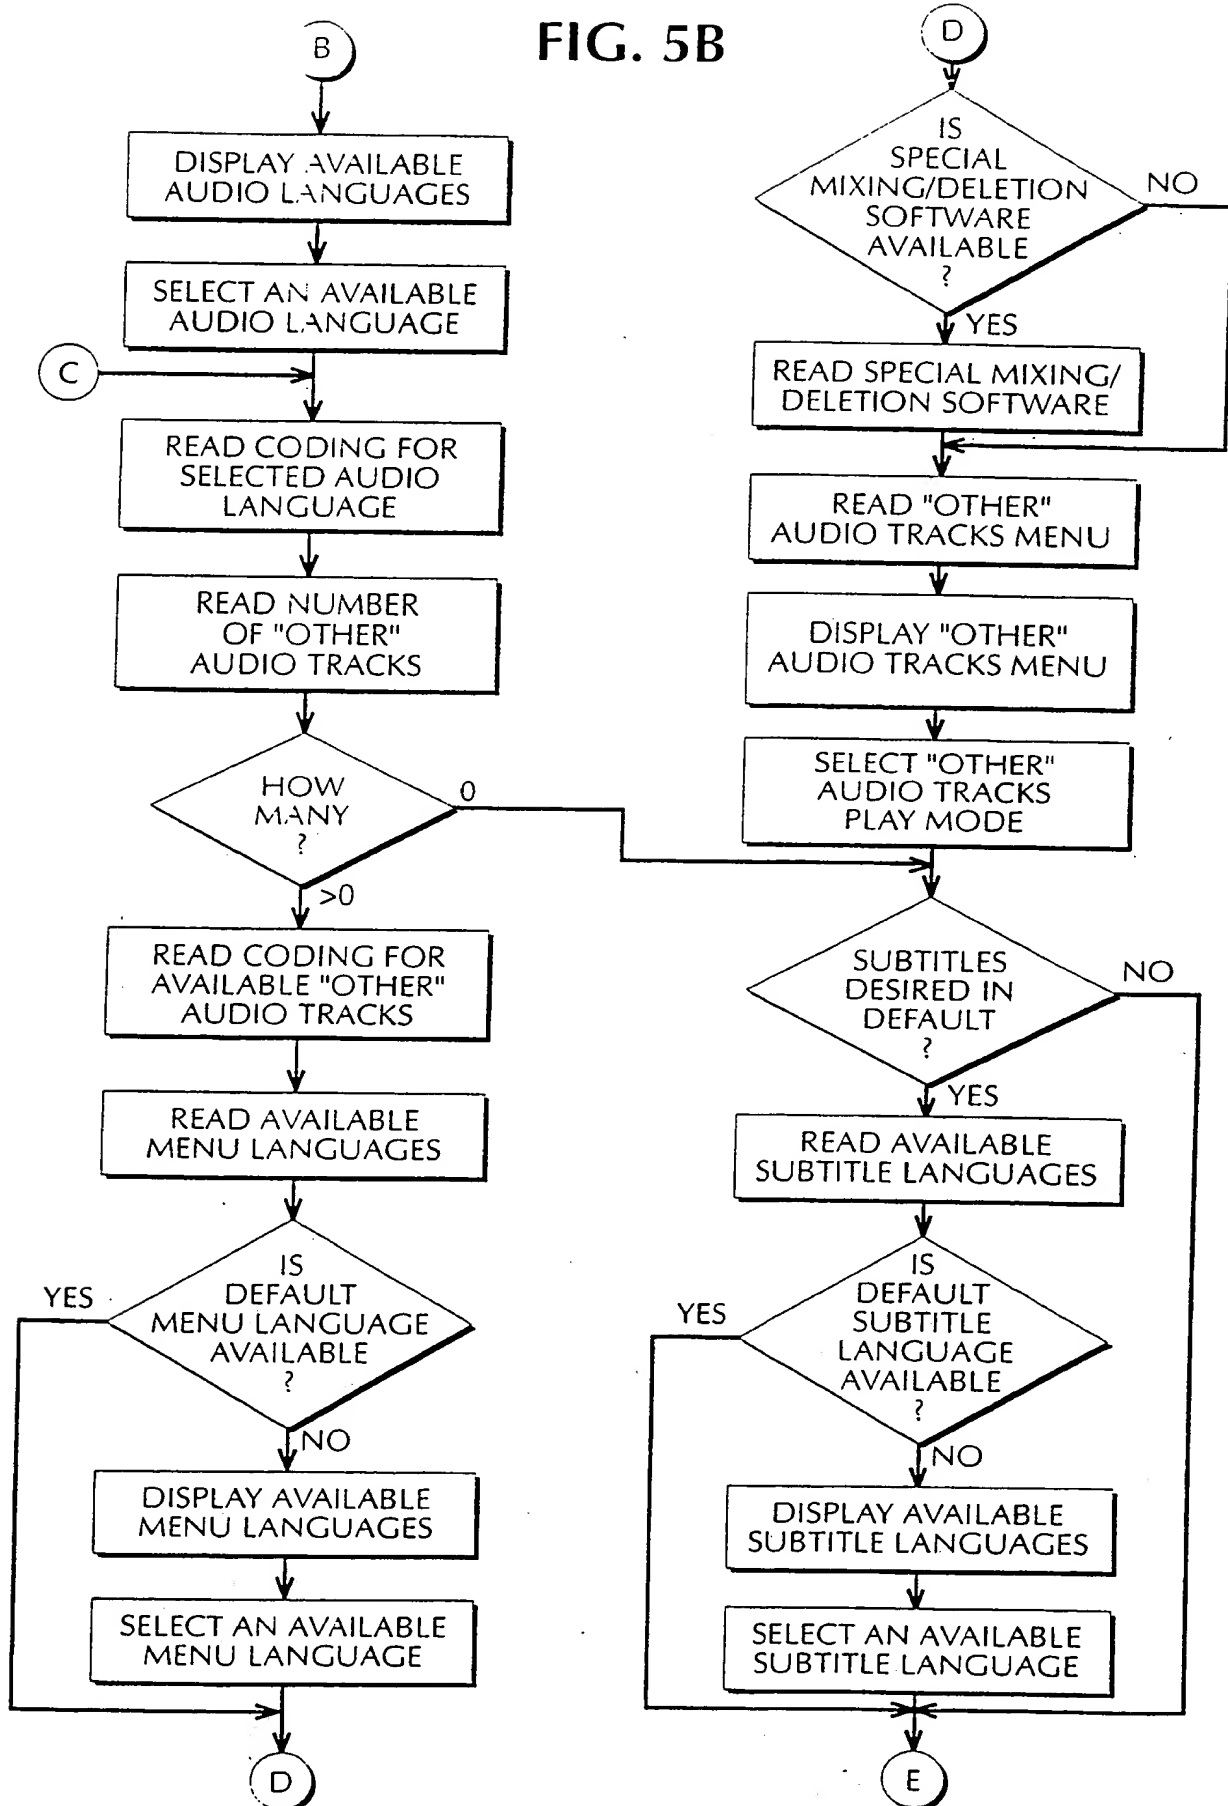 FIG. 5B
B
DISPLAY AVAILABLE
AUDIO LANGUAGES
SELECT AN AVAILABLE
AUDIO LANGUAGE
C
READ CODING FOR
SELECTED AUDIO
LANGUAGE
READ NUMBER
OF "OTHER"
AUDIO TRACKS
HOW
MANY
?
0
>0
READ CODING FOR
AVAILABLE "OTHER"
AUDIO TRACKS
READ AVAILABLE
MENU LANGUAGES
IS
DEFAULT
MENU LANGUAGE
AVAILABLE
?
YES
NO
DISPLAY AVAILABLE
MENU LANGUAGES
SELECT AN AVAILABLE
MENU LANGUAGE
D
D
IS
SPECIAL
MIXING/DELETION
SOFTWARE
AVAILABLE
?
NO
YES
READ SPECIAL MIXING/
DELETION SOFTWARE
READ "OTHER"
AUDIO TRACKS MENU
DISPLAY "OTHER"
AUDIO TRACKS MENU
SELECT "OTHER"
AUDIO TRACKS
PLAY MODE
SUBTITLES
DESIRED IN
DEFAULT
?
NO
YES
READ AVAILABLE
SUBTITLE LANGUAGES
IS
DEFAULT
SUBTITLE
LANGUAGE
AVAILABLE
?
YES
NO
DISPLAY AVAILABLE
SUBTITLE LANGUAGES
SELECT AN AVAILABLE
SUBTITLE LANGUAGE
E